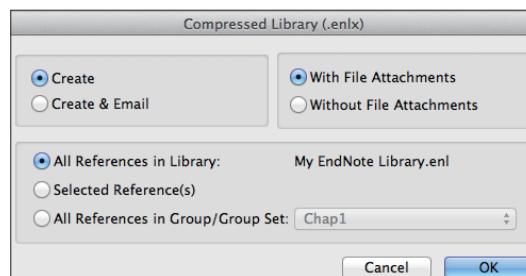 Compressed Library (.enlx)
Create
Create & Email
With File Attachments
Without File Attachments
All References in Library: My EndNote Library.enl
Selected Reference(s)
All References in Group/Group Set: Chap1
Cancel OK